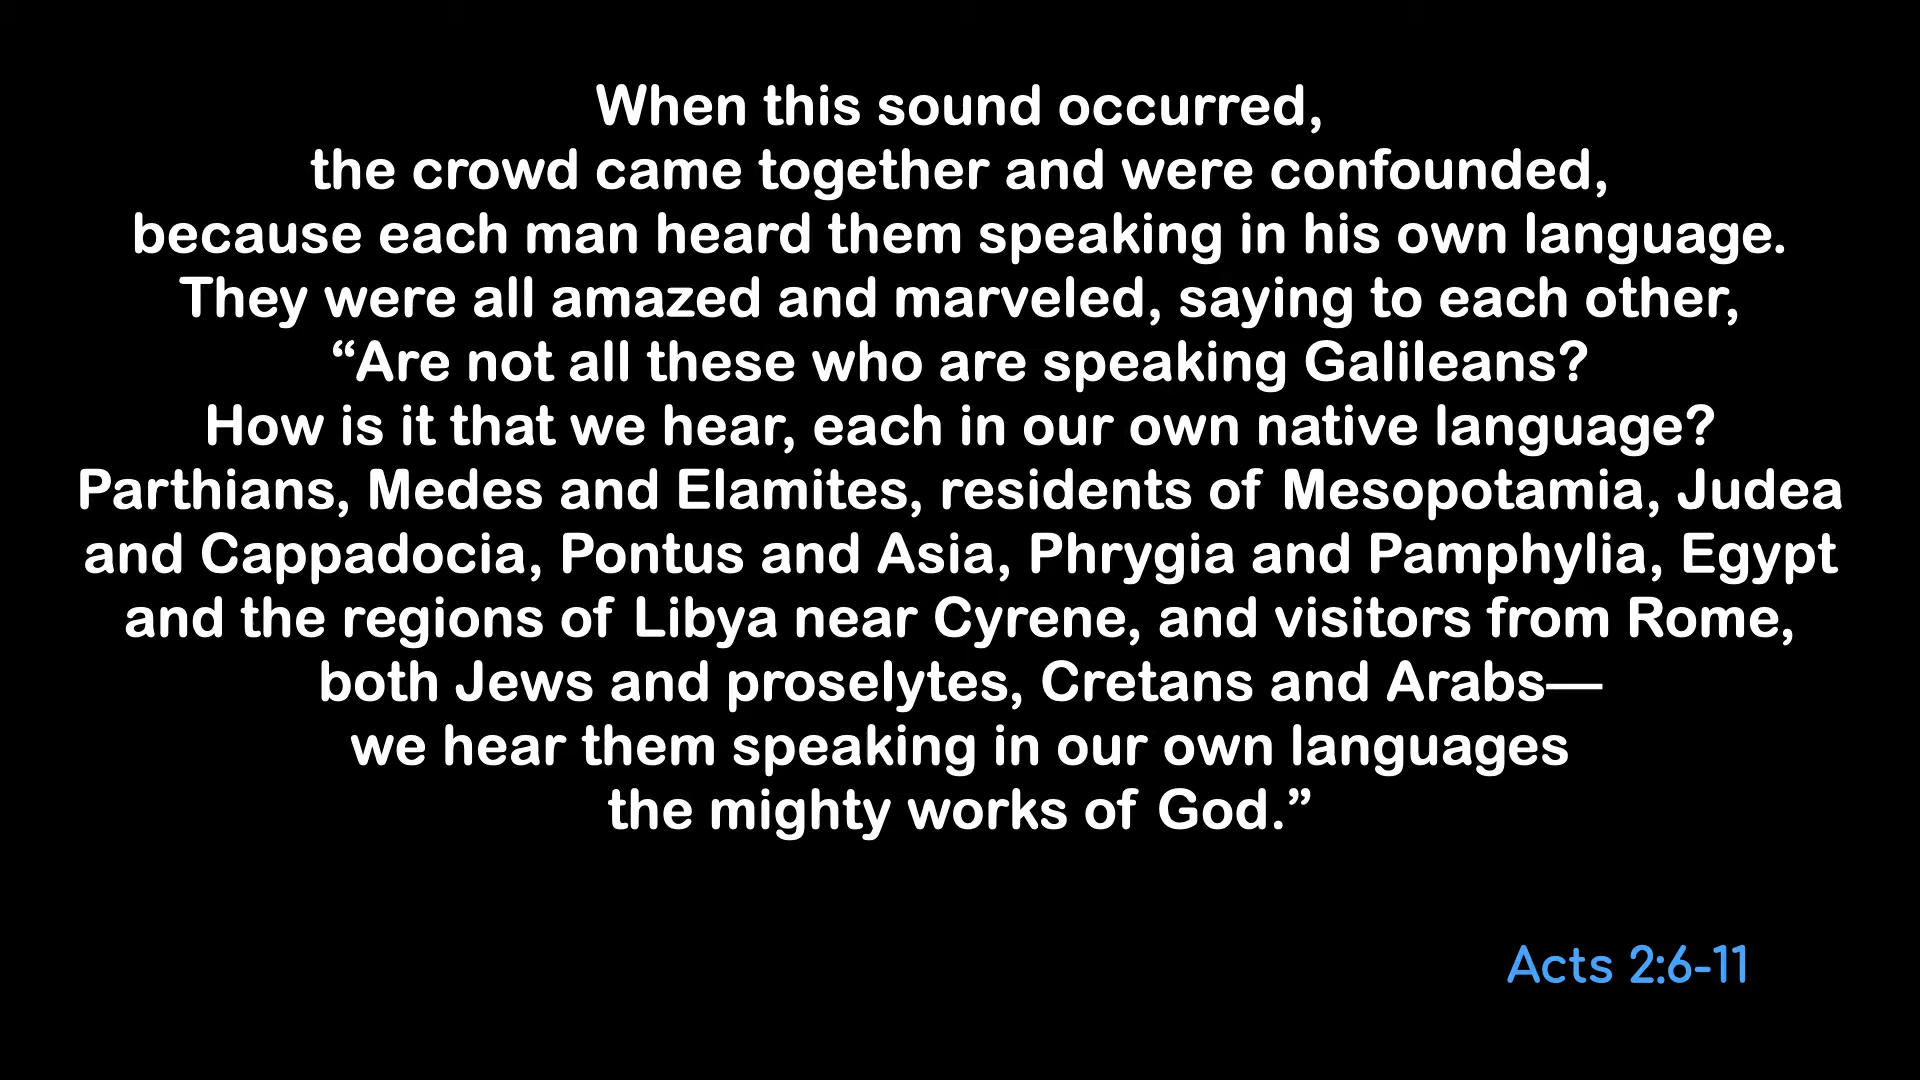 When this sound occurred,
the crowd came together and were confounded,
because each man heard them speaking in his own language.
They were all amazed and marveled, saying to each other,
“Are not all these who are speaking Galileans?
How is it that we hear, each in our own native language?
Parthians, Medes and Elamites, residents of Mesopotamia, Judea
and Cappadocia, Pontus and Asia, Phrygia and Pamphylia, Egypt
and the regions of Libya near Cyrene, and visitors from Rome,
both Jews and proselytes, Cretans and Arabs—
we hear them speaking in our own languages
the mighty works of God.”
Acts 2:6-11